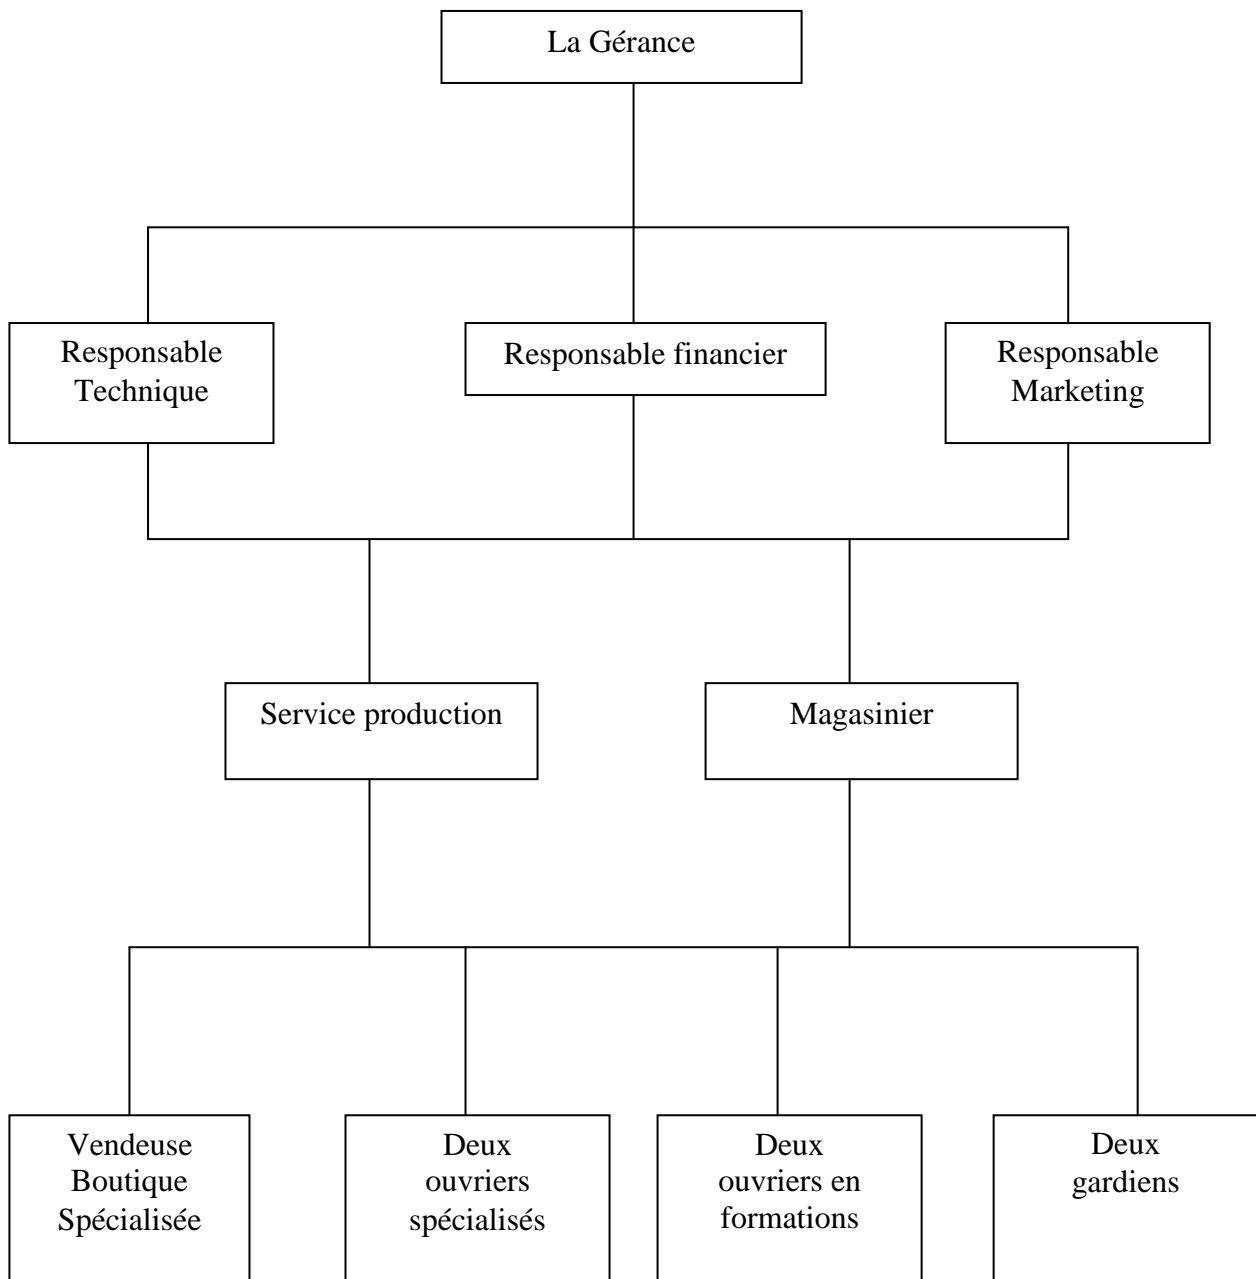 La Gérance
Responsable
Technique
Responsable financier
Responsable
Marketing
Service production
Magasinier
Vendeuse
Boutique
Spécialisée
Deux
ouvriers
spécialisés
Deux
ouvriers en
formations
Deux
gardiens